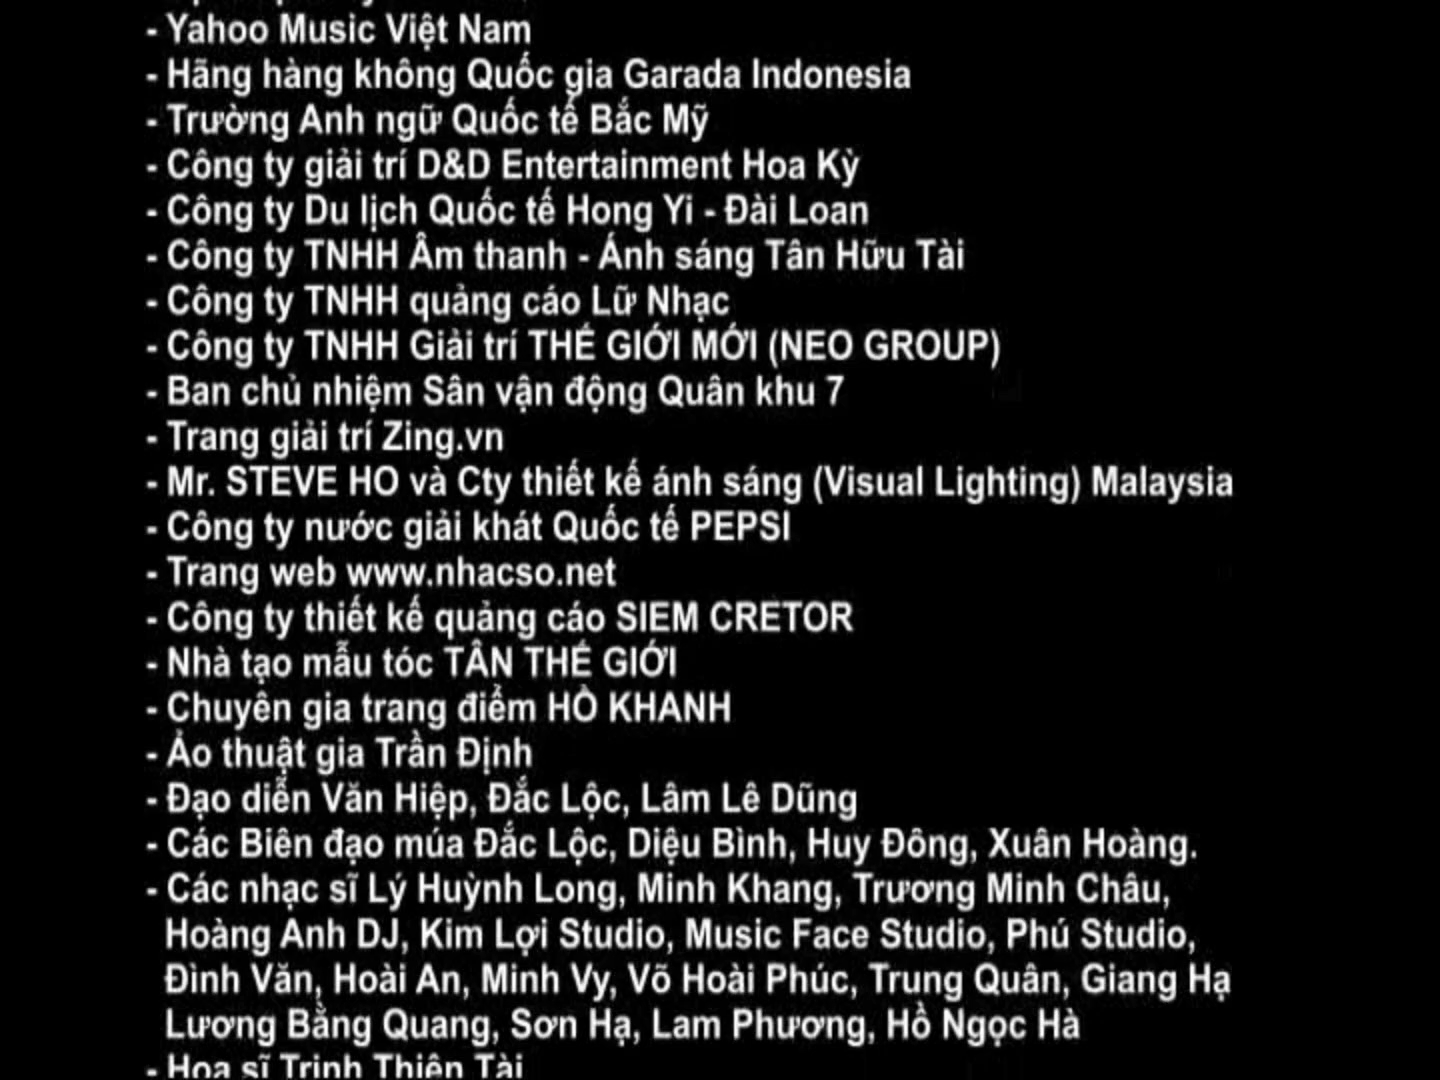 - Yahoo Music Việt Nam
- Hãng hàng không Quốc gia Garada Indonesia
- Trường Anh ngữ Quốc tế Bắc Mỹ
- Công ty giải trí D&D Entertainment Hoa Kỳ
- Công ty Du lịch Quốc tế Hong Yi - Đài Loan
- Công ty TNHH Âm thanh - Ánh sáng Tân Hữu Tài
- Công ty TNHH quảng cáo Lữ Nhạc
- Công ty TNHH Giải trí THẾ GIỚI MỚI (NEO GROUP)
- Ban chủ nhiệm Sân vận động Quân khu 7
- Trang giải trí Zing.vn
- Mr. STEVE HO và Cty thiết kế ánh sáng (Visual Lighting) Malaysia
- Công ty nước giải khát Quốc tế PEPSI
- Trang web www.nhacso.net
- Công ty thiết kế quảng cáo SIEM CRETOR
- Nhà tạo mẫu tóc TÂN THẾ GIỚI
- Chuyên gia trang điểm HỒ KHANH
- Ảo thuật gia Trần Định
- Đạo diễn Văn Hiệp, Đắc Lộc, Lâm Lê Dũng
- Các Biên đạo múa Đắc Lộc, Diệu Bình, Huy Đông, Xuân Hoàng.
- Các nhạc sĩ Lý Huỳnh Long, Minh Khang, Trương Minh Châu,
Hoàng Anh DJ, Kim Lợi Studio, Music Face Studio, Phú Studio,
Đình Văn, Hoài An, Minh Vy, Võ Hoài Phúc, Trung Quân, Giang Hạ
Lương Bằng Quang, Sơn Hạ, Lam Phương, Hồ Ngọc Hà
- Họa sĩ Trịnh Thiên Tài